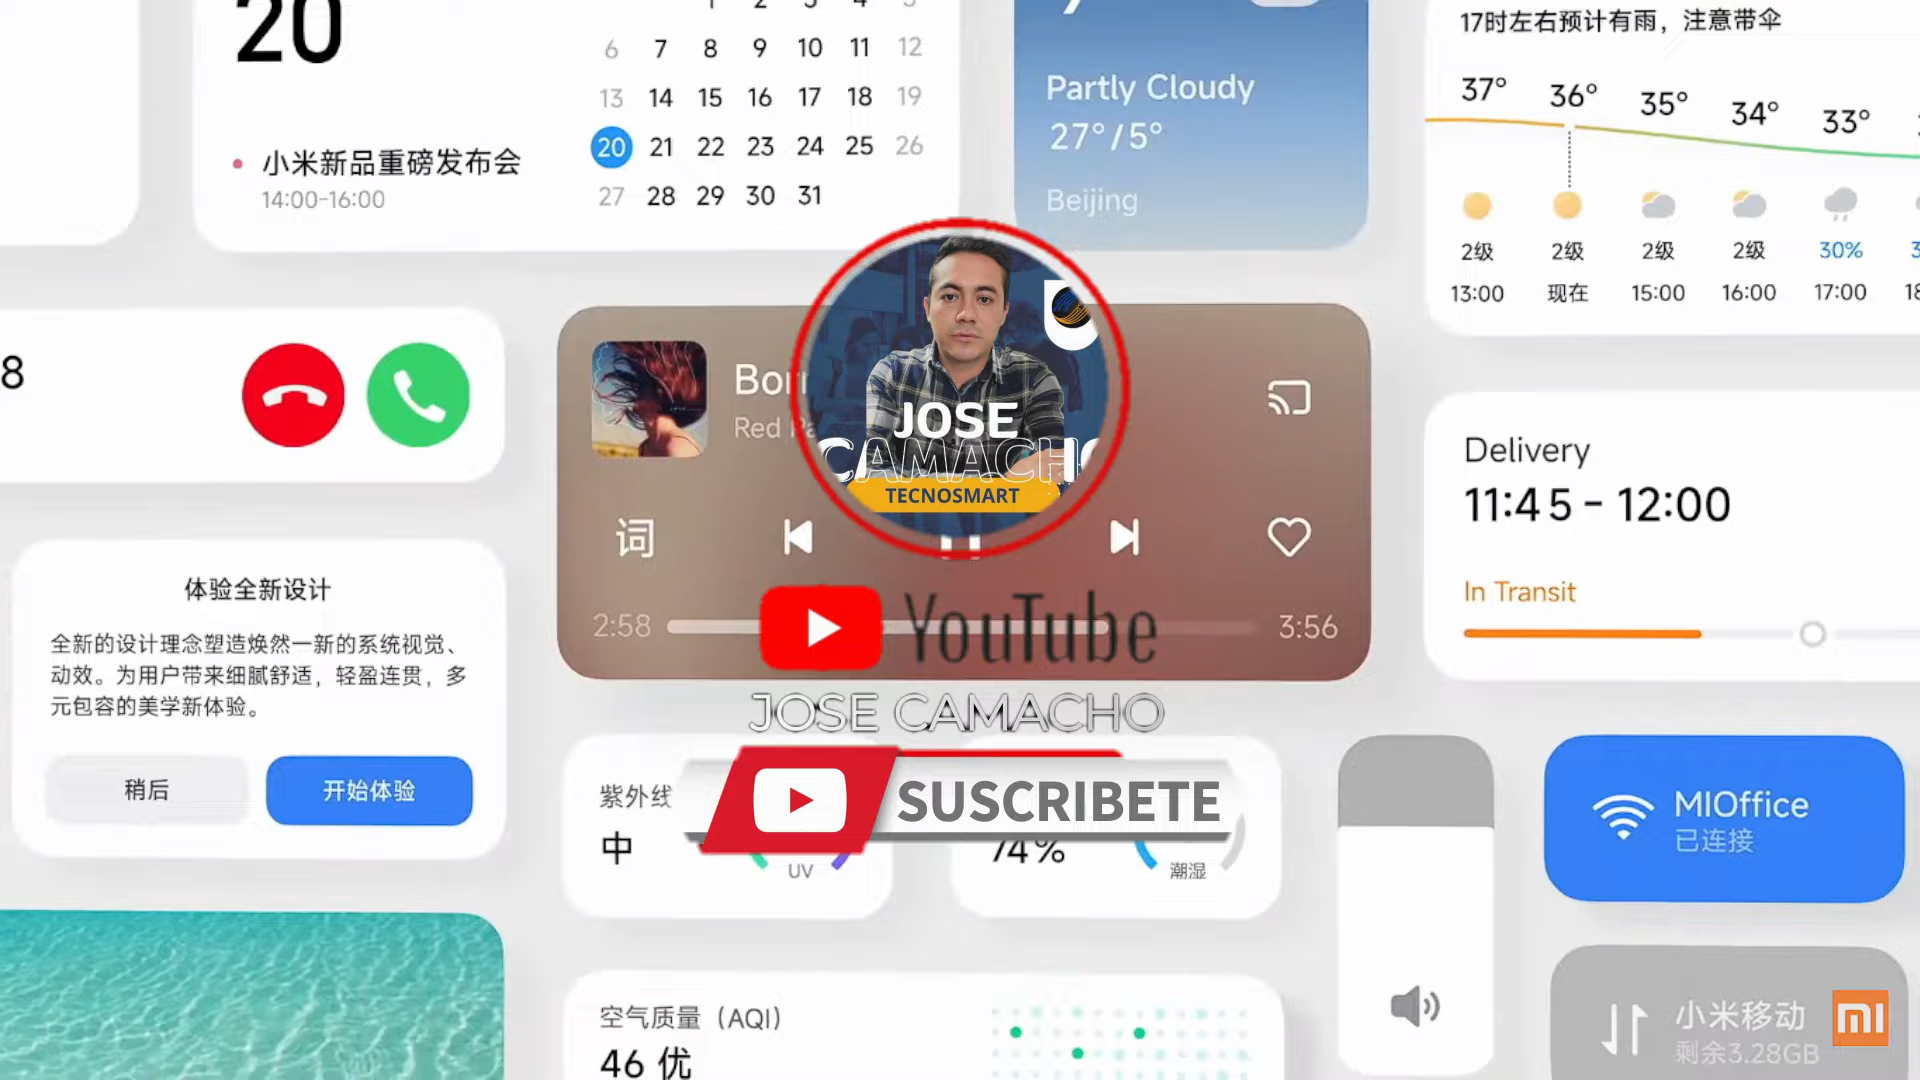 20
1 2 3 4 5
6 7 8 9 10 11 12
13 14 15 16 17 18 19
20 21 22 23 24 25 26
27 28 29 30 31
小米新品重磅发布会
14:00-16:00
Partly Cloudy
27°/5°
Beijing
17时左右预计有雨，注意带伞
37° 36° 35° 34° 33°
2级 2级 2级 2级 30%
13:00 现在 15:00 16:00 17:00
8
体验全新设计
全新的设计理念塑造焕然一新的系统视觉、
动效。为用户带来细腻舒适，轻盈连贯，多
元包容的美学新体验。
稍后
开始体验
Red
词
2:58
3:56
JOSE
CAMACHO
TECNOSMART
YouTube
JOSE CAMACHO
SUSCRIBETE
Delivery
11:45 - 12:00
In Transit
紫外线
中
UV
74%
潮湿
MIOffice
已连接
空气质量（AQI）
46 优
小米移动
剩余3.28GB
mi